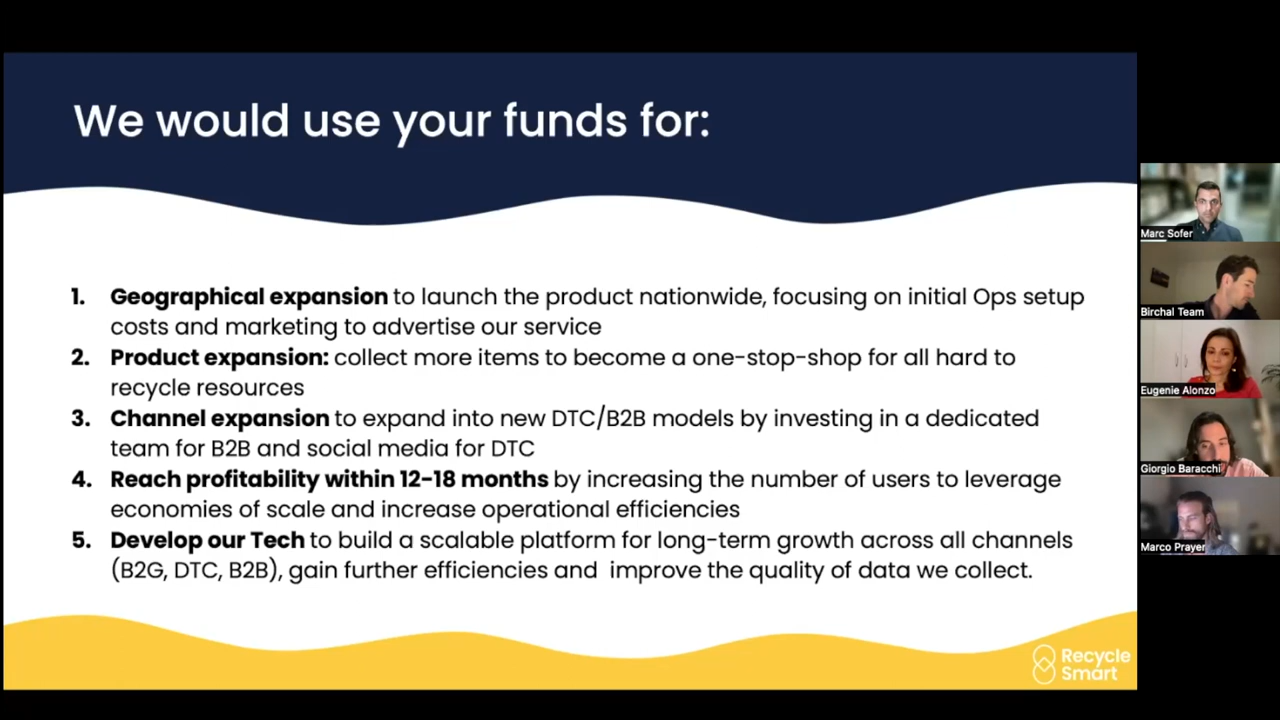 We would use your funds for:
1. Geographical expansion to launch the product nationwide, focusing on initial Ops setup
costs and marketing to advertise our service
2. Product expansion: collect more items to become a one-stop-shop for all hard to
recycle resources
3. Channel expansion to expand into new DTC/B2B models by investing in a dedicated
team for B2B and social media for DTC
4. Reach profitability within 12-18 months by increasing the number of users to leverage
economies of scale and increase operational efficiencies
5. Develop our Tech to build a scalable platform for long-term growth across all channels
(B2G, DTC, B2B), gain further efficiencies and  improve the quality of data we collect.
Recycle
Smart
Marc Sofer
Birchal Team
Eugenie Alonzo
Giorgio Baracchi
Marco Prayer